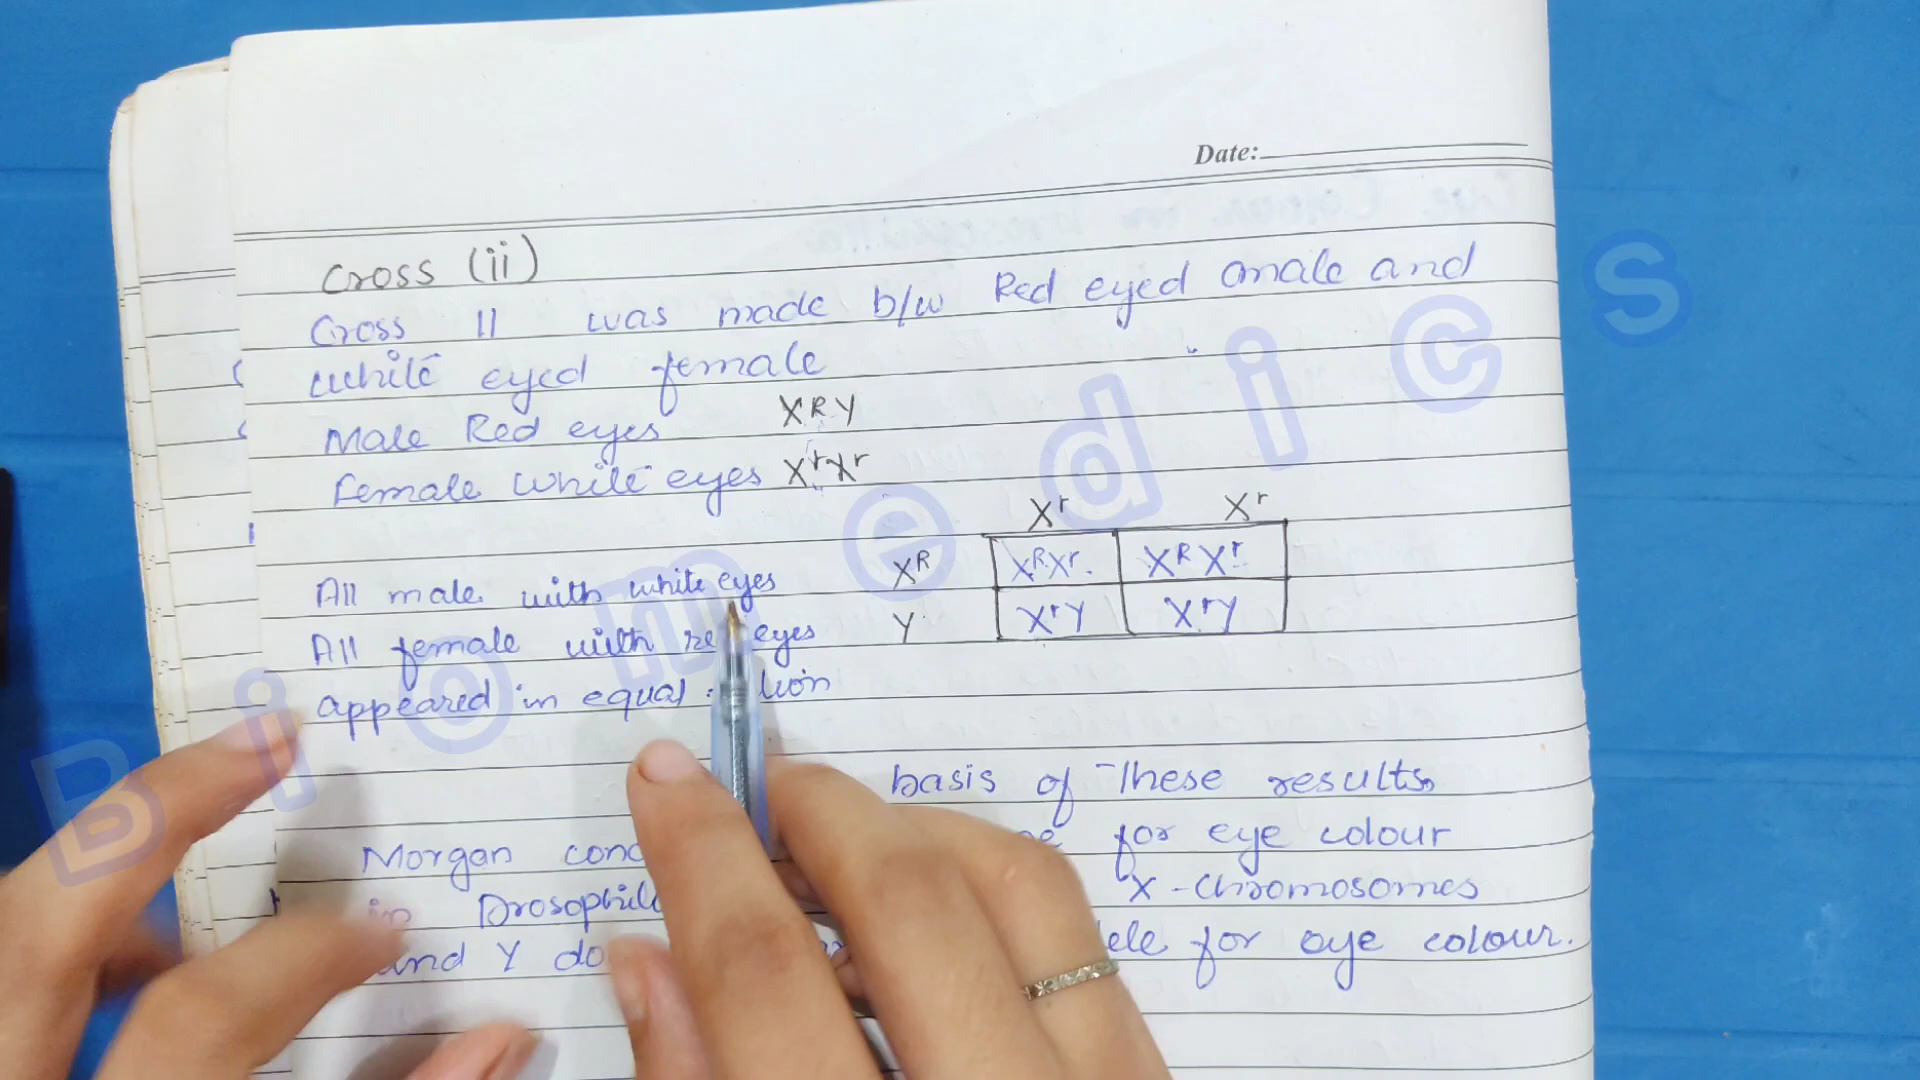 Date:
Cross (ii)
Cross II was made b/w Red eyed male and
white eyed female
Male Red eyes XRY
Female white eyes XrXr
Xr Xr
All male with white eyes XR XRXr XRXr
All female with eyes Y XrY XrY
appeared in equal
basis of These results
Morgan for eye colour
in X-chromosomes
and Y for eye colour.
Biomedics